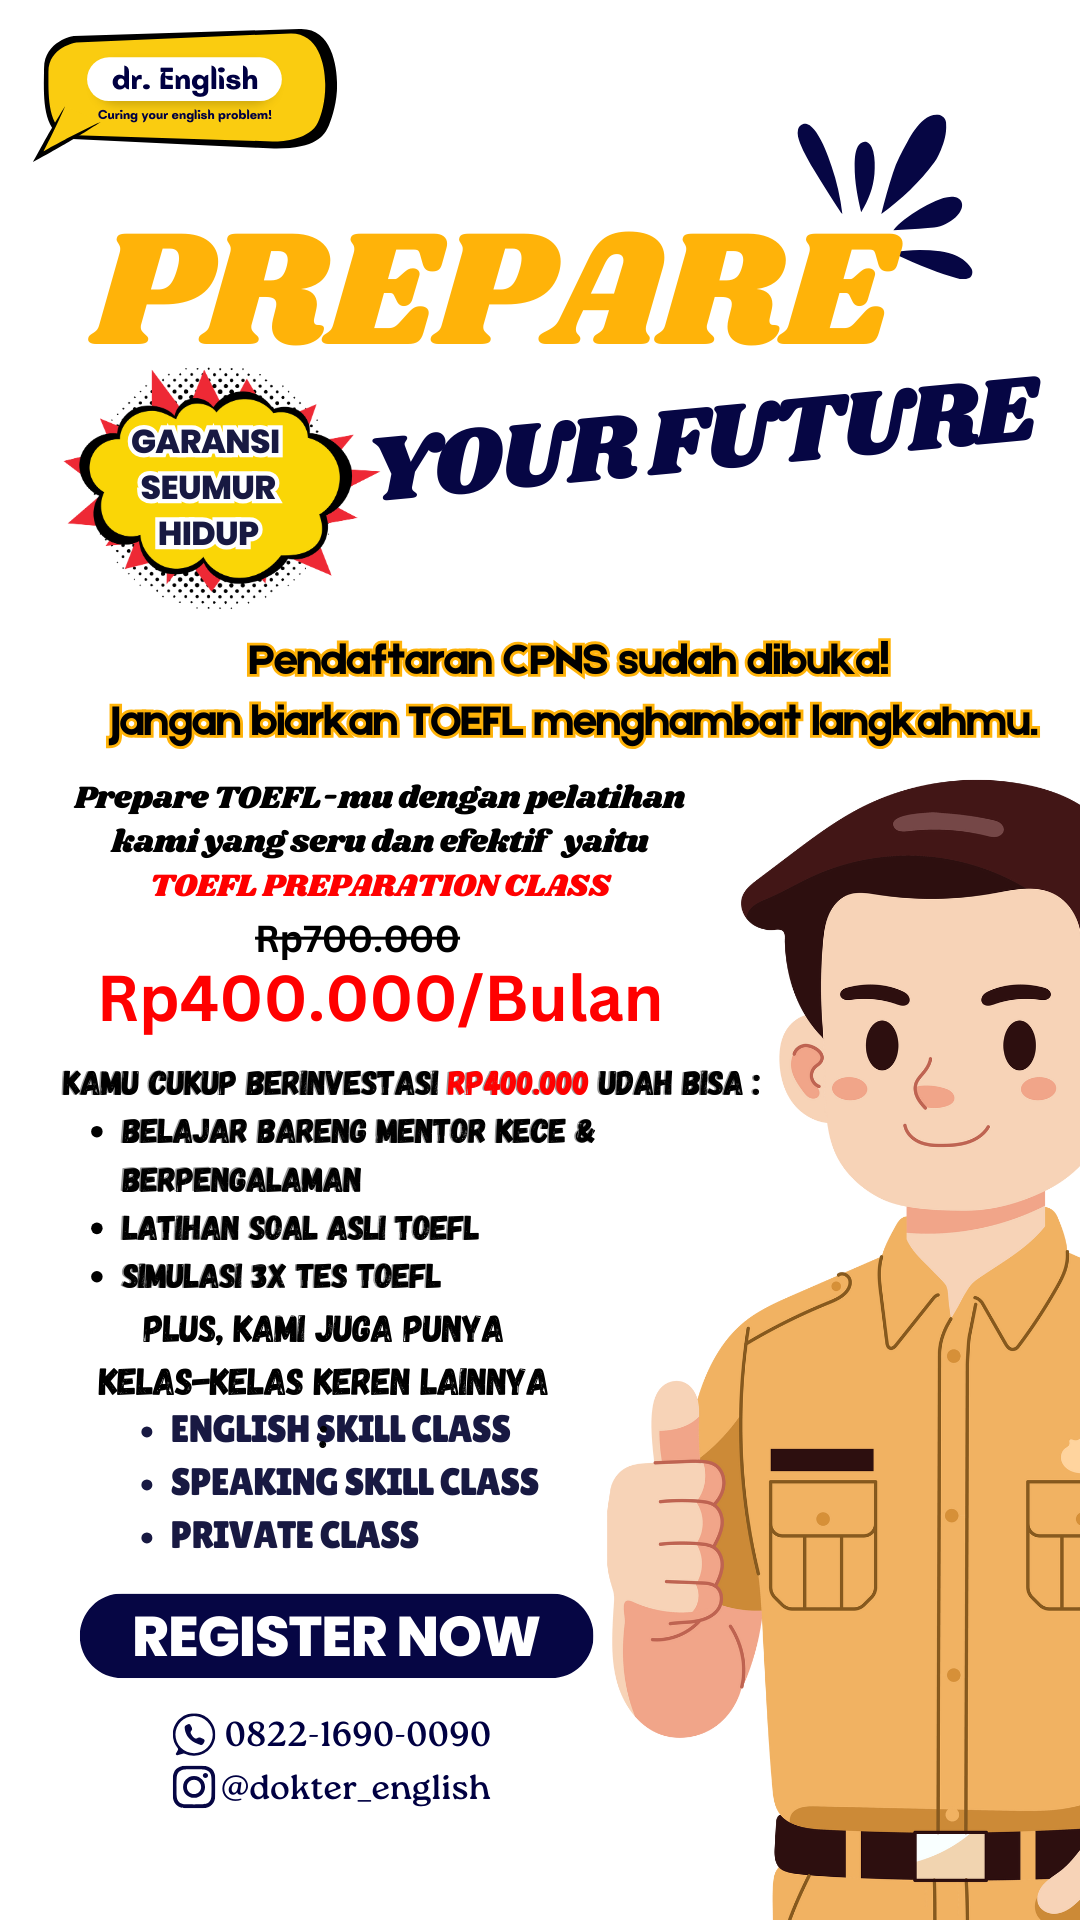 dr. English
Curing your english problem!
PREPARE
YOUR FUTURE
GARANSI
SEUMUR
HIDUP
Pendaftaran CPNS sudah dibuka!
Jangan biarkan TOEFL menghambat langkahmu.
Prepare TOEFL-mu dengan pelatihan
kami yang seru dan efektif yaitu
TOEFL PREPARATION CLASS
Rp700.000
Rp400.000/Bulan
KAMU CUKUP BERINVESTASI RP400.000 UDAH BISA :
• BELAJAR BARENG MENTOR KECE &
BERPENGALAMAN
• LATIHAN SOAL ASLI TOEFL
• SIMULASI 3X TES TOEFL
PLUS, KAMI JUGA PUNYA
KELAS-KELAS KEREN LAINNYA
:
• ENGLISH SKILL CLASS
• SPEAKING SKILL CLASS
• PRIVATE CLASS
REGISTER NOW
0822-1690-0090
@dokter_english